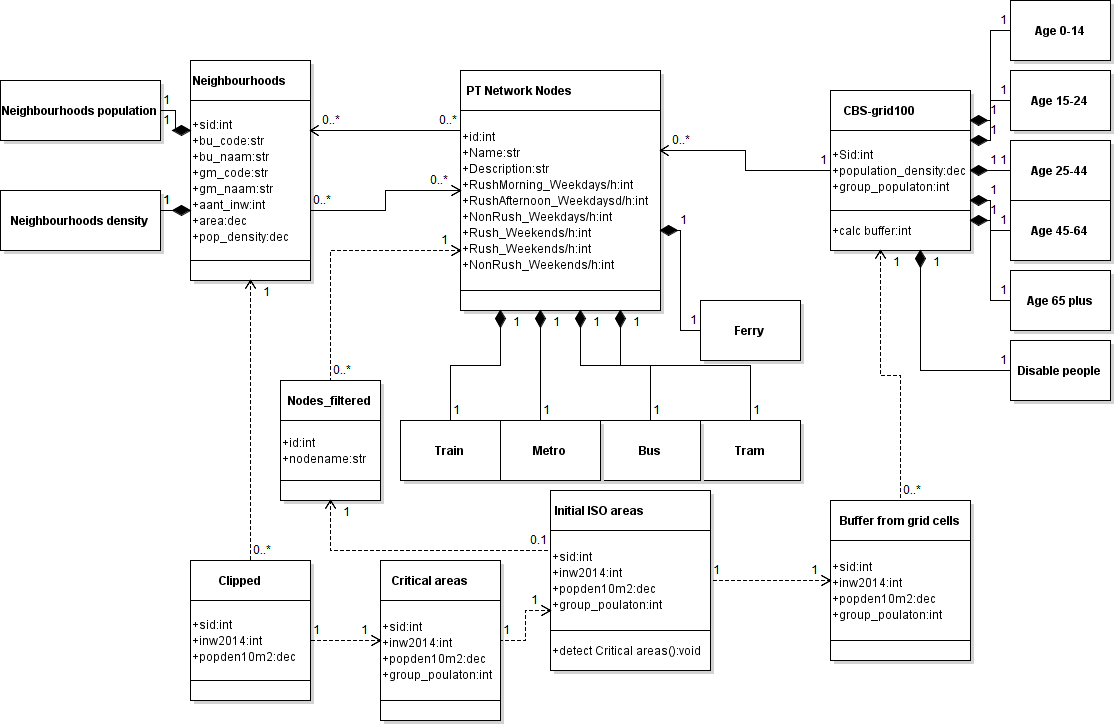 Neighbourhoods population
1
1
Neighbourhoods density
1
Neighbourhoods
+sid:int
+bu_code:str
+bu_naam:str
+gm_code:str
+gm_naam:str
+aant_inw:int
+area:dec
+pop_density:dec
1
0..*
0..*
0..*
0..*
PT Network Nodes
+id:int
+Name:str
+Description:str
+RushMorning_Weekdays/h:int
+RushAfternoon_Weekdaysd/h:int
+NonRush_Weekdays/h:int
+Rush_Weekends/h:int
+Rush_Weekends/h:int
+NonRush_Weekends/h:int
1
0..*
1
CBS-grid100
+Sid:int
+population_density:dec
+group_populaton:int
+calc buffer:int
1
1
Age 0-14
1
1
Age 15-24
1
1 1
Age 25-44
1
1
Age 45-64
1
Age 65 plus
1
1
Disable people
1
1
1
Ferry
1
1
1
1
1
Train
1
Metro
1
Bus
1
Tram
0..*
Nodes_filtered
+id:int
+nodename:str
1
0.1
Initial ISO areas
+sid:int
+inw2014:int
+popden10m2:dec
+group_poulaton:int
+detect Critical areas():void
1
1
0..*
Buffer from grid cells
+sid:int
+inw2014:int
+popden10m2:dec
+group_poulaton:int
0..*
Clipped
+sid:int
+inw2014:int
+popden10m2:dec
1
1
Critical areas
+sid:int
+inw2014:int
+popden10m2:dec
+group_poulaton:int
1
1